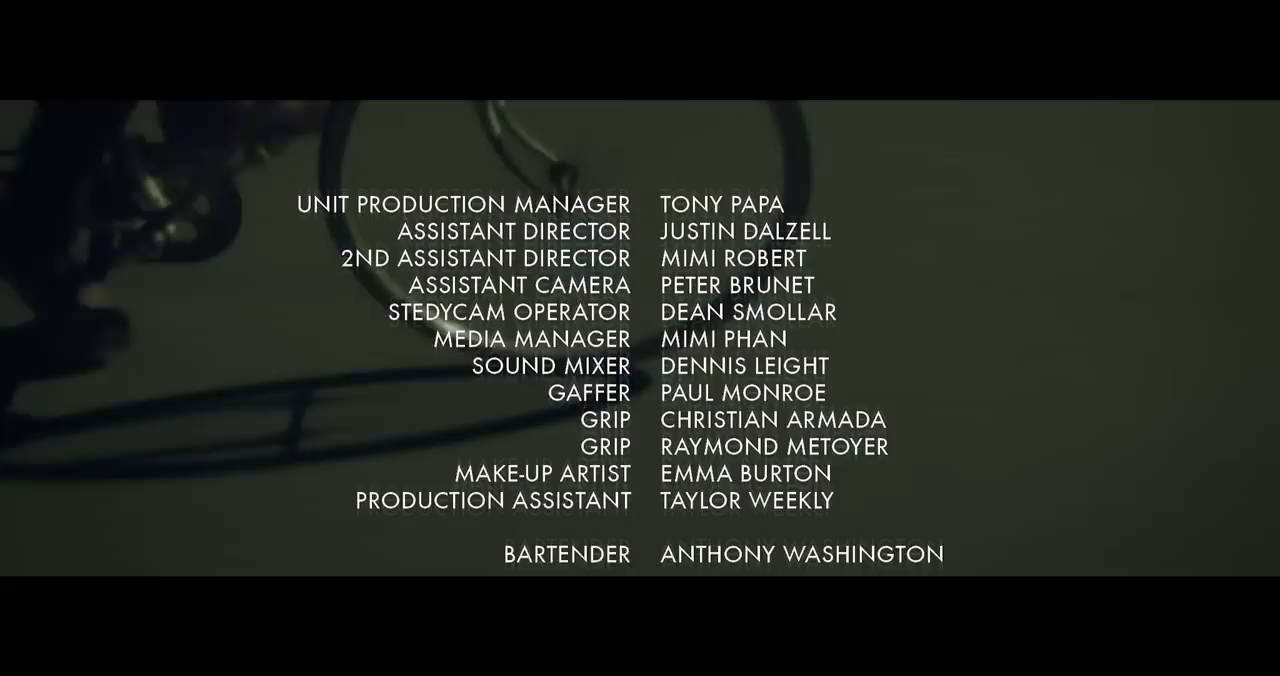 UNIT PRODUCTION MANAGER TONY PAPA
ASSISTANT DIRECTOR JUSTIN DALZELL
2ND ASSISTANT DIRECTOR MIMI ROBERT
ASSISTANT CAMERA PETER BRUNET
STEDYCAM OPERATOR DEAN SMOLLAR
MEDIA MANAGER MIMI PHAN
SOUND MIXER DENNIS LEIGHT
GAFFER PAUL MONROE
GRIP CHRISTIAN ARMADA
GRIP RAYMOND METOYER
MAKE-UP ARTIST EMMA BURTON
PRODUCTION ASSISTANT TAYLOR WEEKLY
BARTENDER ANTHONY WASHINGTON